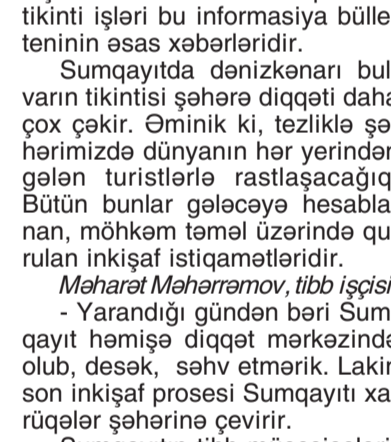 tikinti işləri bu informasiya bülle
teninin əsas xəbərləridir.
Sumqayıtda dənizkənarı bul
varın tikintisi şəhərə diqqəti daha
çox çəkir. Əminik ki, tezliklə şə
hərimizdə dünyanın hər yerindən
gələn turistlərlə rastlaşacağıq
Bütün bunlar gələcəyə hesabla
nan, möhkəm təməl üzərində qu
rulan inkişaf istiqamətləridir.
Məharət Məhərrəmov, tibb işçisi
- Yarandığı gündən bəri Sum
qayıt həmişə diqqət mərkəzində
olub, desək, səhv etmərik. Lakin
son inkişaf prosesi Sumqayıtı xa
rüqələr şəhərinə çevirir.